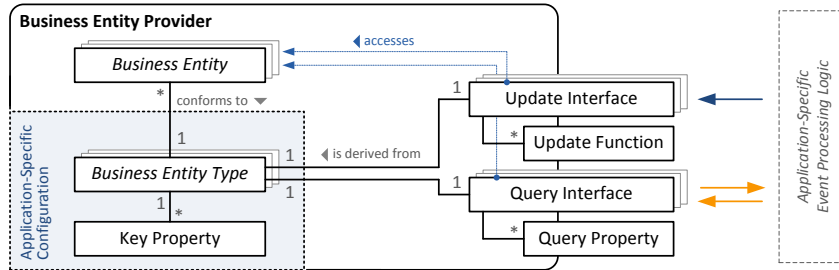 Business Entity Provider
◀ accesses
Business Entity
*
conforms to ▼
1
Update Interface
*
Update Function
Application-Specific
Configuration
1
Business Entity Type
1
1
◀ is derived from
1
Query Interface
*
Query Property
1
*
Key Property
Application-Specific
Event Processing Logic